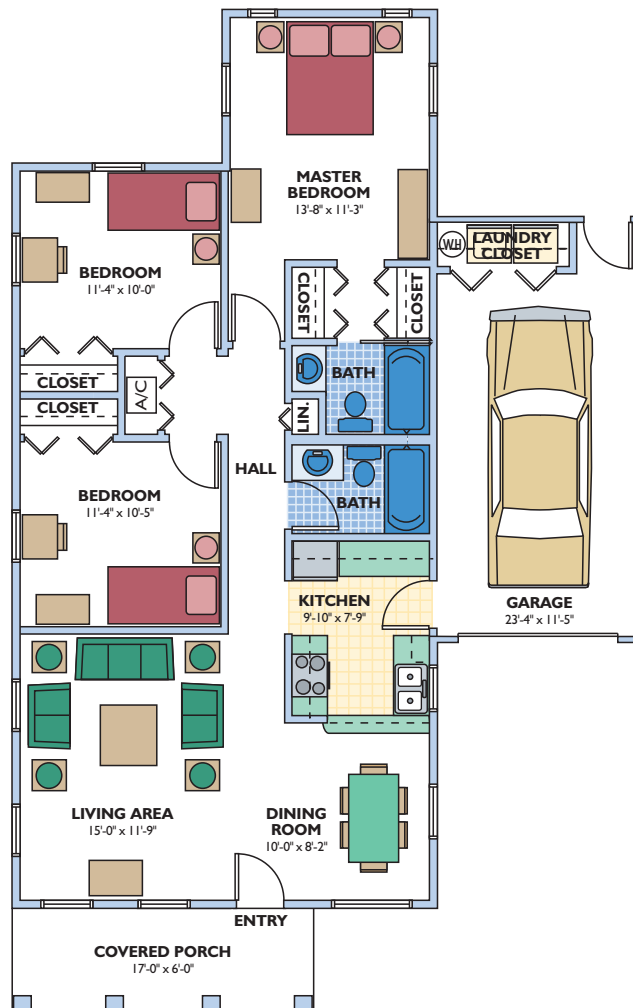 MASTER
BEDROOM
13'-8" x 11'-3"
WH
LAUNDRY
CLOSET
BEDROOM
11'-4" x 10'-0"
CLOSET
CLOSET
CLOSET
A/C
CLOSET
BATH
LIN.
HALL
BEDROOM
11'-4" x 10'-5"
BATH
KITCHEN
9'-10" x 7'-9"
GARAGE
23'-4" x 11'-5"
LIVING AREA
15'-0" x 11'-9"
DINING
ROOM
10'-0" x 8'-2"
ENTRY
COVERED PORCH
17'-0" x 6'-0"